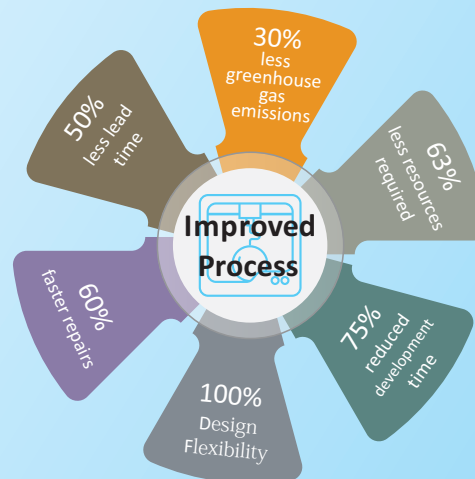 30%
less
greenhouse
gas
emissions
63%
less resources
required
75%
reduced
development
time
100%
Design
Flexibility
60%
faster repairs
50%
less lead
time
Improved
Process